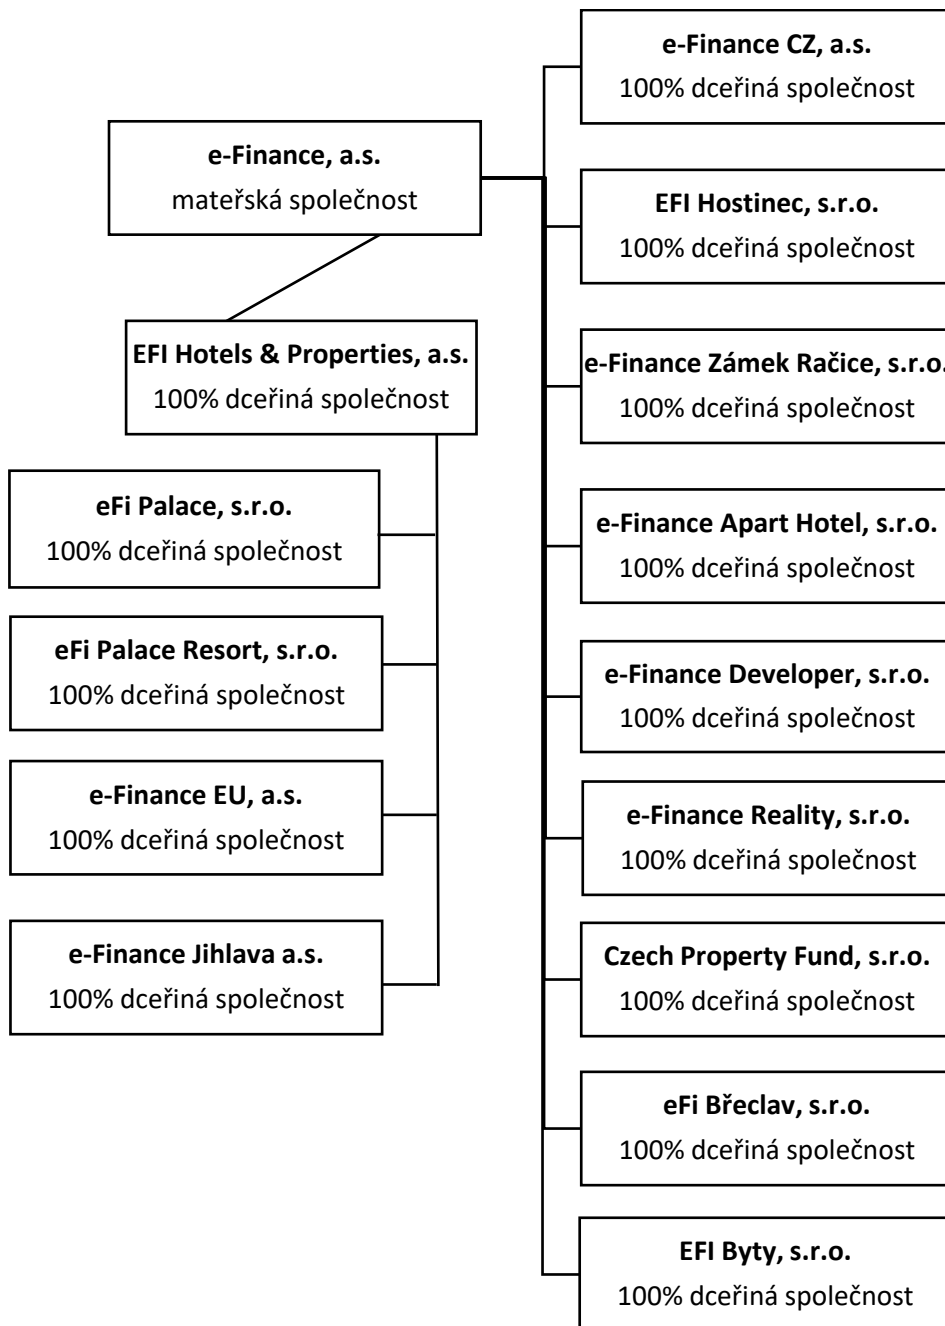 e-Finance, a.s.
mateřská společnost
EFI Hotels & Properties, a.s.
100% dceřiná společnost
eFi Palace, s.r.o.
100% dceřiná společnost
eFi Palace Resort, s.r.o.
100% dceřiná společnost
e-Finance EU, a.s.
100% dceřiná společnost
e-Finance Jihlava a.s.
100% dceřiná společnost
e-Finance CZ, a.s.
100% dceřiná společnost
EFI Hostinec, s.r.o.
100% dceřiná společnost
e-Finance Zámek Račice, s.r.o.
100% dceřiná společnost
e-Finance Apart Hotel, s.r.o.
100% dceřiná společnost
e-Finance Developer, s.r.o.
100% dceřiná společnost
e-Finance Reality, s.r.o.
100% dceřiná společnost
Czech Property Fund, s.r.o.
100% dceřiná společnost
eFi Břeclav, s.r.o.
100% dceřiná společnost
EFI Byty, s.r.o.
100% dceřiná společnost